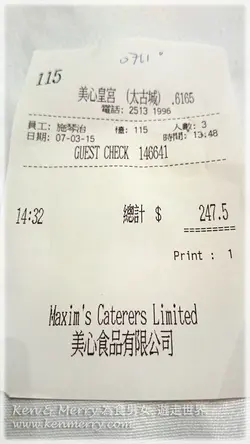 115
美心皇宮 (太古城) .6165
電話: 2513 1996
員工: 施琴治 檯: 115 人數: 3
日期: 07-03-15 時間: 13:48
GUEST CHECK 146641
14:32 總計 $ 247.5
=========
Print : 1
Maxim's Caterers Limited
美心食品有限公司
Ken & Merry 為食男女 遊走世界
www.kenmerry.com